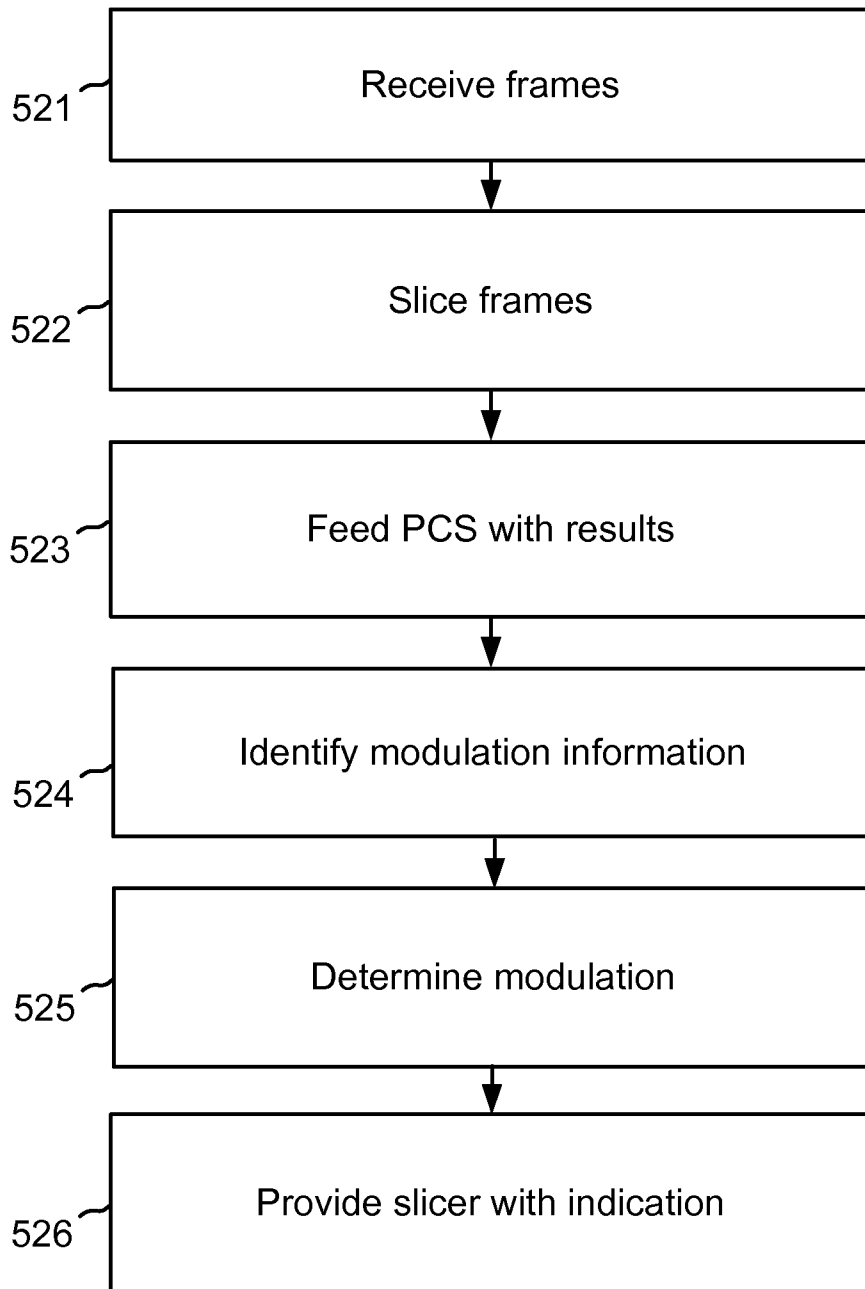 521
Receive frames
522
Slice frames
523
Feed PCS with results
524
Identify modulation information
525
Determine modulation
526
Provide slicer with indication